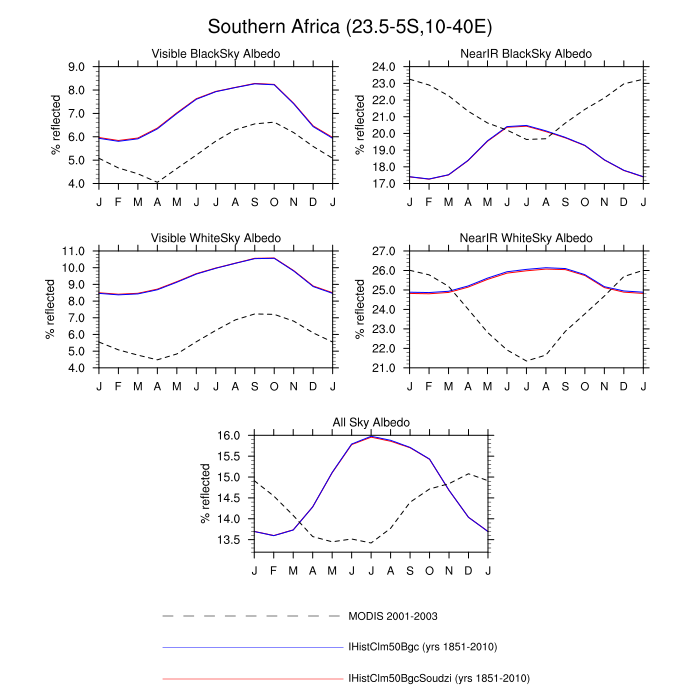 Southern Africa (23.5-5S,10-40E)
Visible BlackSky Albedo
% reflected
9.0
8.0
7.0
6.0
5.0
4.0
J F M A M J J A S O N D J
NearIR BlackSky Albedo
% reflected
24.0
23.0
22.0
21.0
20.0
19.0
18.0
17.0
J F M A M J J A S O N D J
Visible WhiteSky Albedo
% reflected
11.0
10.0
9.0
8.0
7.0
6.0
5.0
4.0
J F M A M J J A S O N D J
NearIR WhiteSky Albedo
% reflected
27.0
26.0
25.0
24.0
23.0
22.0
21.0
J F M A M J J A S O N D J
All Sky Albedo
% reflected
16.0
15.0
14.5
14.0
13.5
J F M A M J J A S O N D J
MODIS 2001-2003
IHistClm50Bgc (yrs 1851-2010)
IHistClm50BgcSoudzi (yrs 1851-2010)